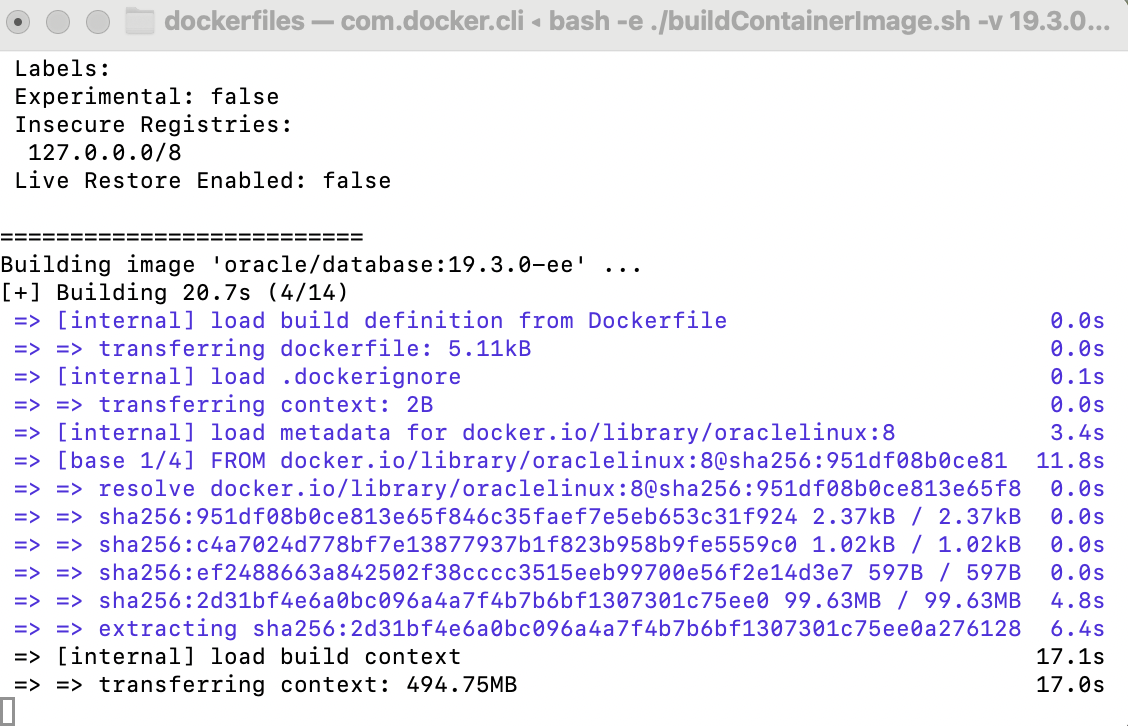 dockerfiles — com.docker.cli ◂ bash -e ./buildContainerImage.sh -v 19.3.0...
Labels:
Experimental: false
Insecure Registries:
127.0.0.0/8
Live Restore Enabled: false
==========================
Building image 'oracle/database:19.3.0-ee' ...
[+] Building 20.7s (4/14)
=> [internal] load build definition from Dockerfile 0.0s
=> => transferring dockerfile: 5.11kB 0.0s
=> [internal] load .dockerignore 0.1s
=> => transferring context: 2B 0.0s
=> [internal] load metadata for docker.io/library/oraclelinux:8 3.4s
=> [base 1/4] FROM docker.io/library/oraclelinux:8@sha256:951df08b0ce81 11.8s
=> => resolve docker.io/library/oraclelinux:8@sha256:951df08b0ce813e65f8 0.0s
=> => sha256:951df08b0ce813e65f846c35faef7e5eb653c31f924 2.37kB / 2.37kB 0.0s
=> => sha256:c4a7024d778bf7e13877937b1f823b958b9fe5559c0 1.02kB / 1.02kB 0.0s
=> => sha256:ef2488663a842502f38cccc3515eeb99700e56f2e14d3e7 597B / 597B 0.0s
=> => sha256:2d31bf4e6a0bc096a4a7f4b7b6bf1307301c75ee0 99.63MB / 99.63MB 4.8s
=> => extracting sha256:2d31bf4e6a0bc096a4a7f4b7b6bf1307301c75ee0a276128 6.4s
=> [internal] load build context 17.1s
=> => transferring context: 494.75MB 17.0s